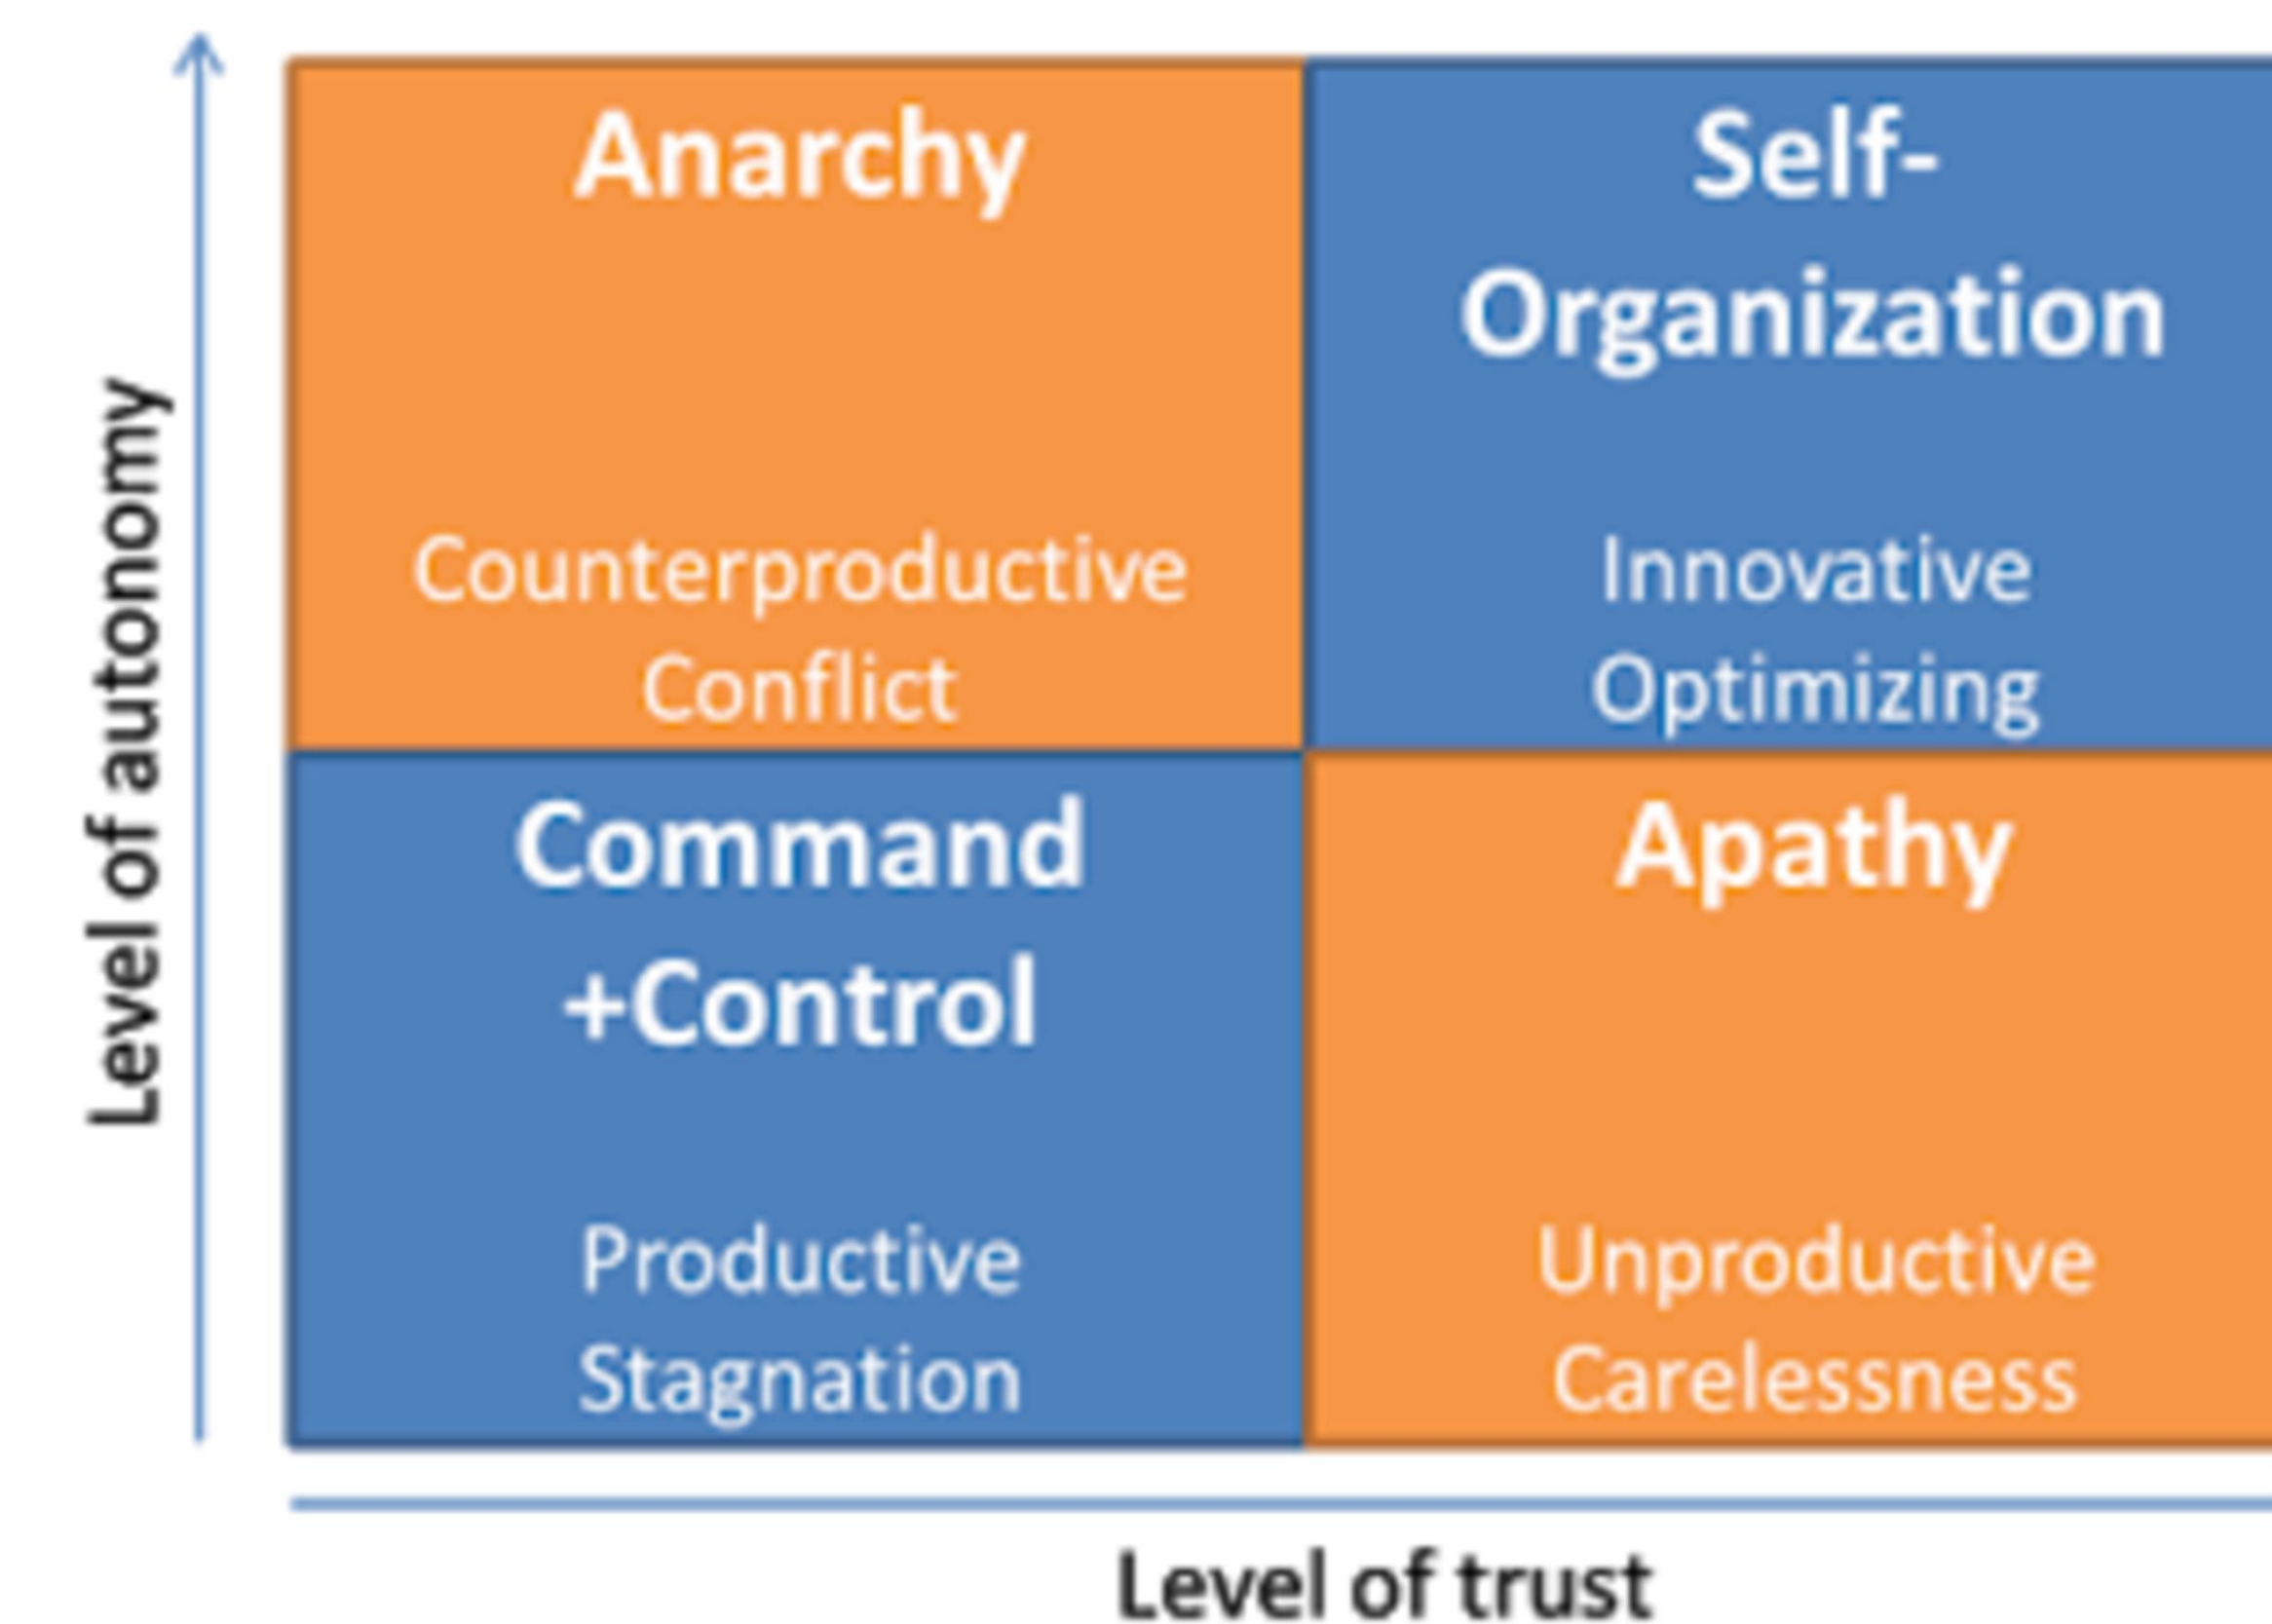 Level of autonomy
Anarchy
Counterproductive
Conflict
Self-
Organization
Innovative
Optimizing
Command
+Control
Productive
Stagnation
Apathy
Unproductive
Carelessness
Level of trust